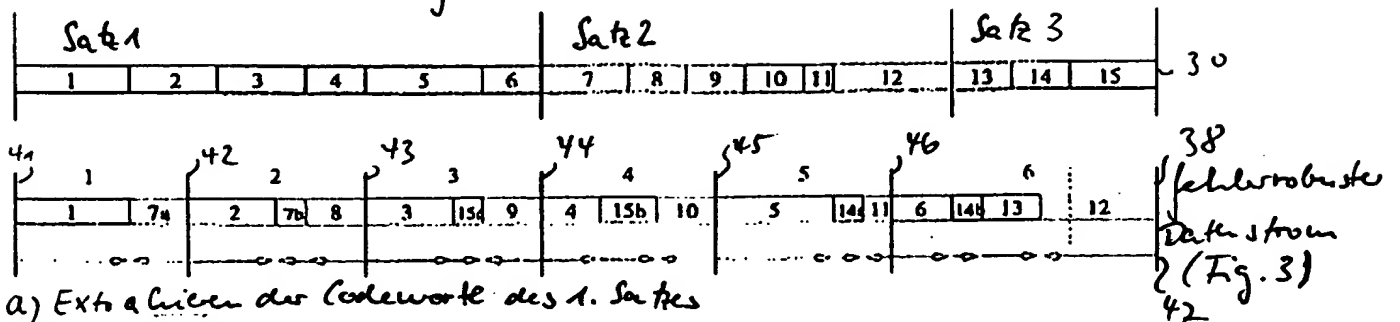 Satz 1 Satz 2 Satz 3
1 2 3 4 5 6 7 8 9 10 11 12 13 14 15 30
41 42 43 44 45 46 38
1 2 3 4 5 6 fehlerrobuster
1 7a 2 7b 8 3 15a 9 4 15b 10 5 14a 11 6 14b 13 12 Datenstrom
(Fig. 3)
a) Extrahieren der Codeworte des 1. Satzes 42